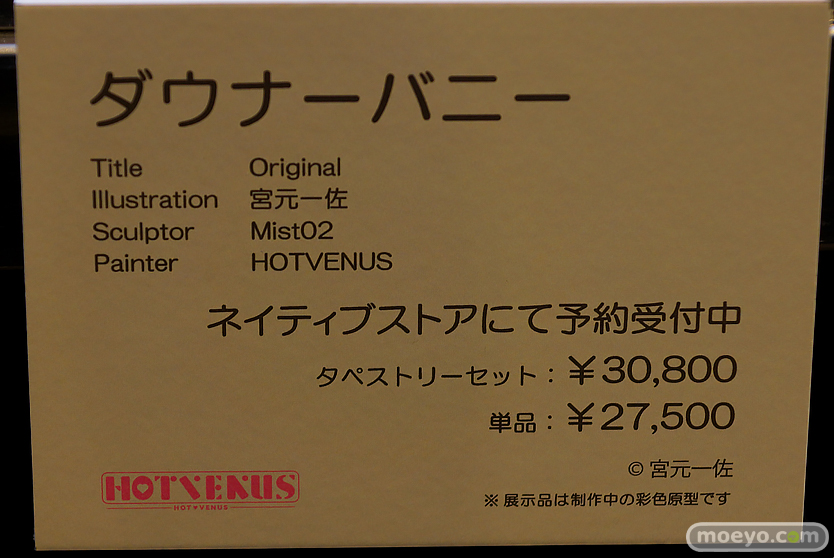 ダウナーバニー
Title Original
Illustration 宮元一佐
Sculptor Mist02
Painter HOTVENUS
ネイティブストアにて予約受付中
タペストリーセット：￥30,800
単品：￥27,500
© 宮元一佐
HOTVENUS
HOT♥VENUS
※展示品は制作中の彩色原型です
moeyo.com